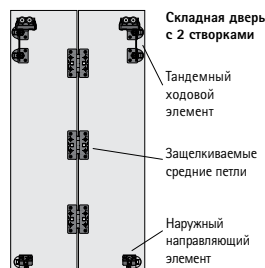 Складная дверь
с 2 створками
Тандемный
ходовой
элемент
Защелкиваемые
средние петли
Наружный
направляющий
элемент